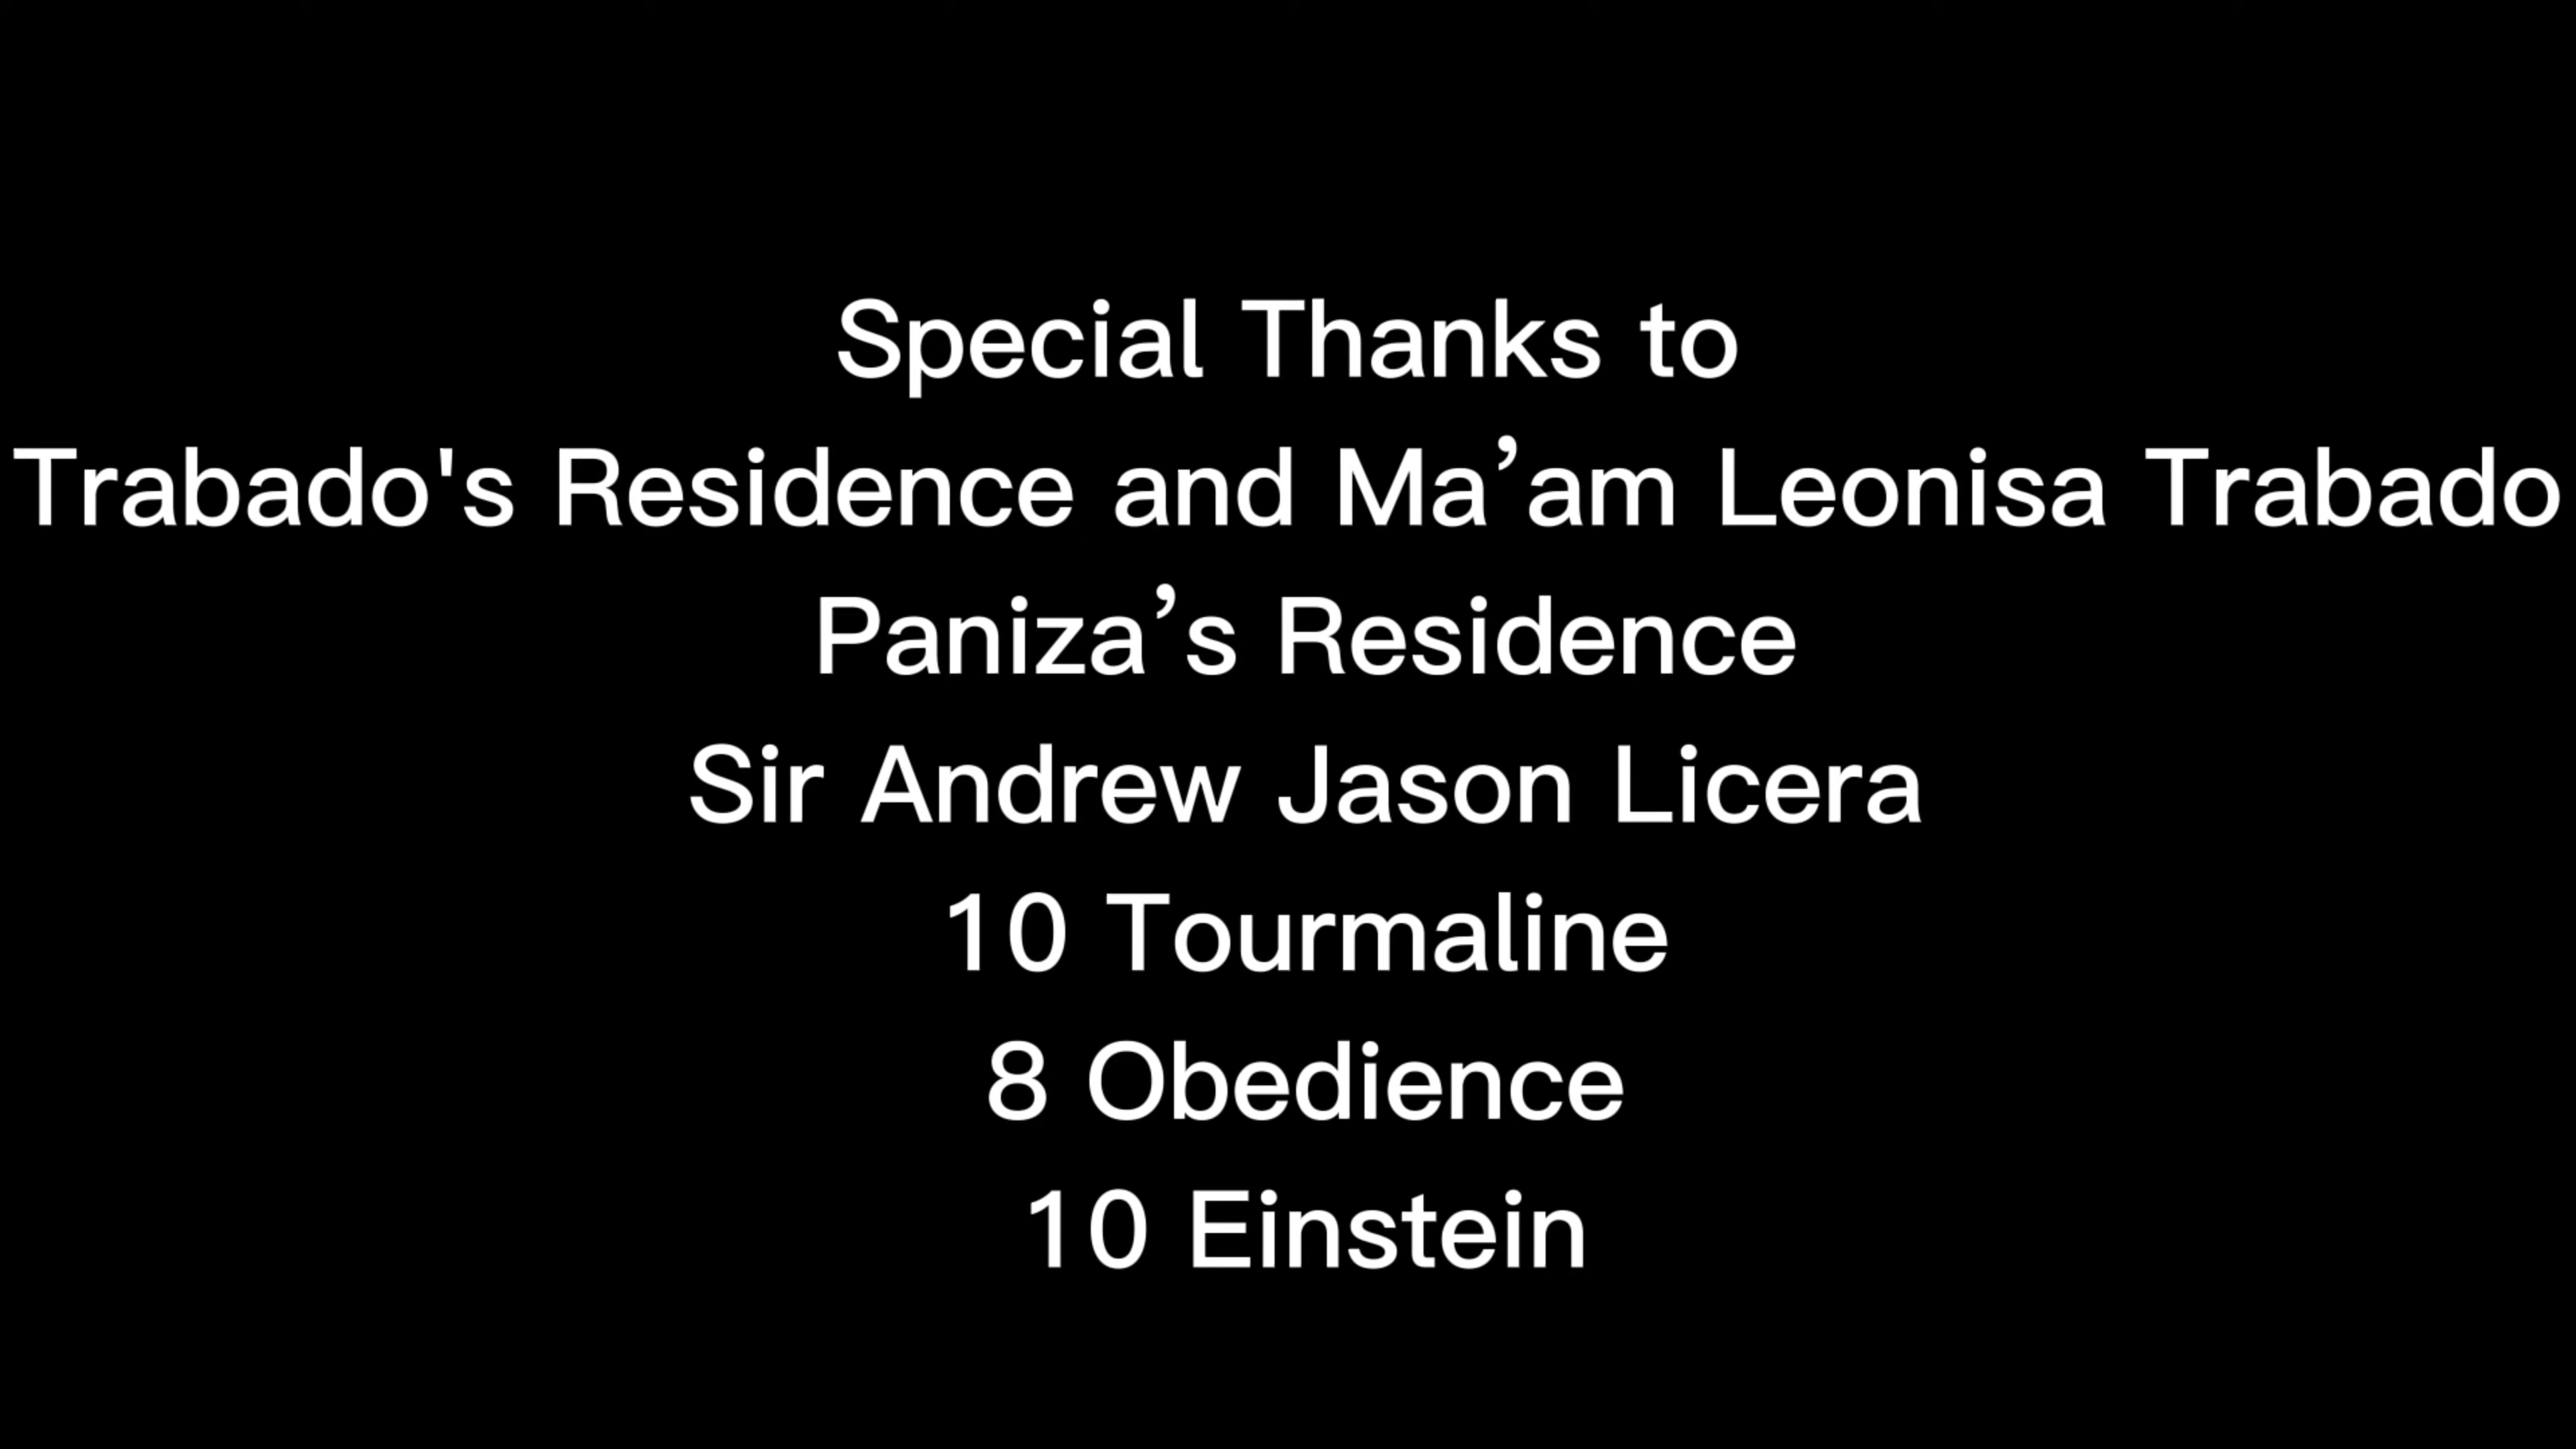 Special Thanks to
Trabado's Residence and Ma’am Leonisa Trabado
Paniza’s Residence
Sir Andrew Jason Licera
10 Tourmaline
8 Obedience
10 Einstein